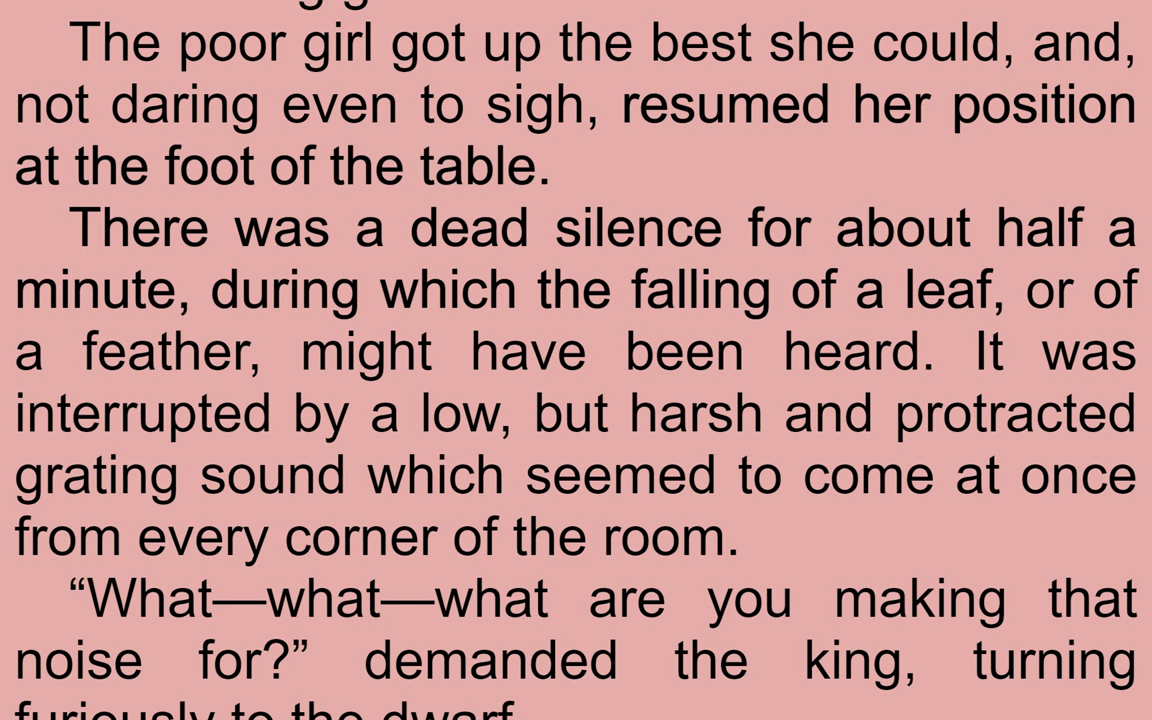 The poor girl got up the best she could, and,
not daring even to sigh, resumed her position
at the foot of the table.
There was a dead silence for about half a
minute, during which the falling of a leaf, or of
a feather, might have been heard. It was
interrupted by a low, but harsh and protracted
grating sound which seemed to come at once
from every corner of the room.
“What—what—what are you making that
noise for?” demanded the king, turning
furiously to the dwarf.